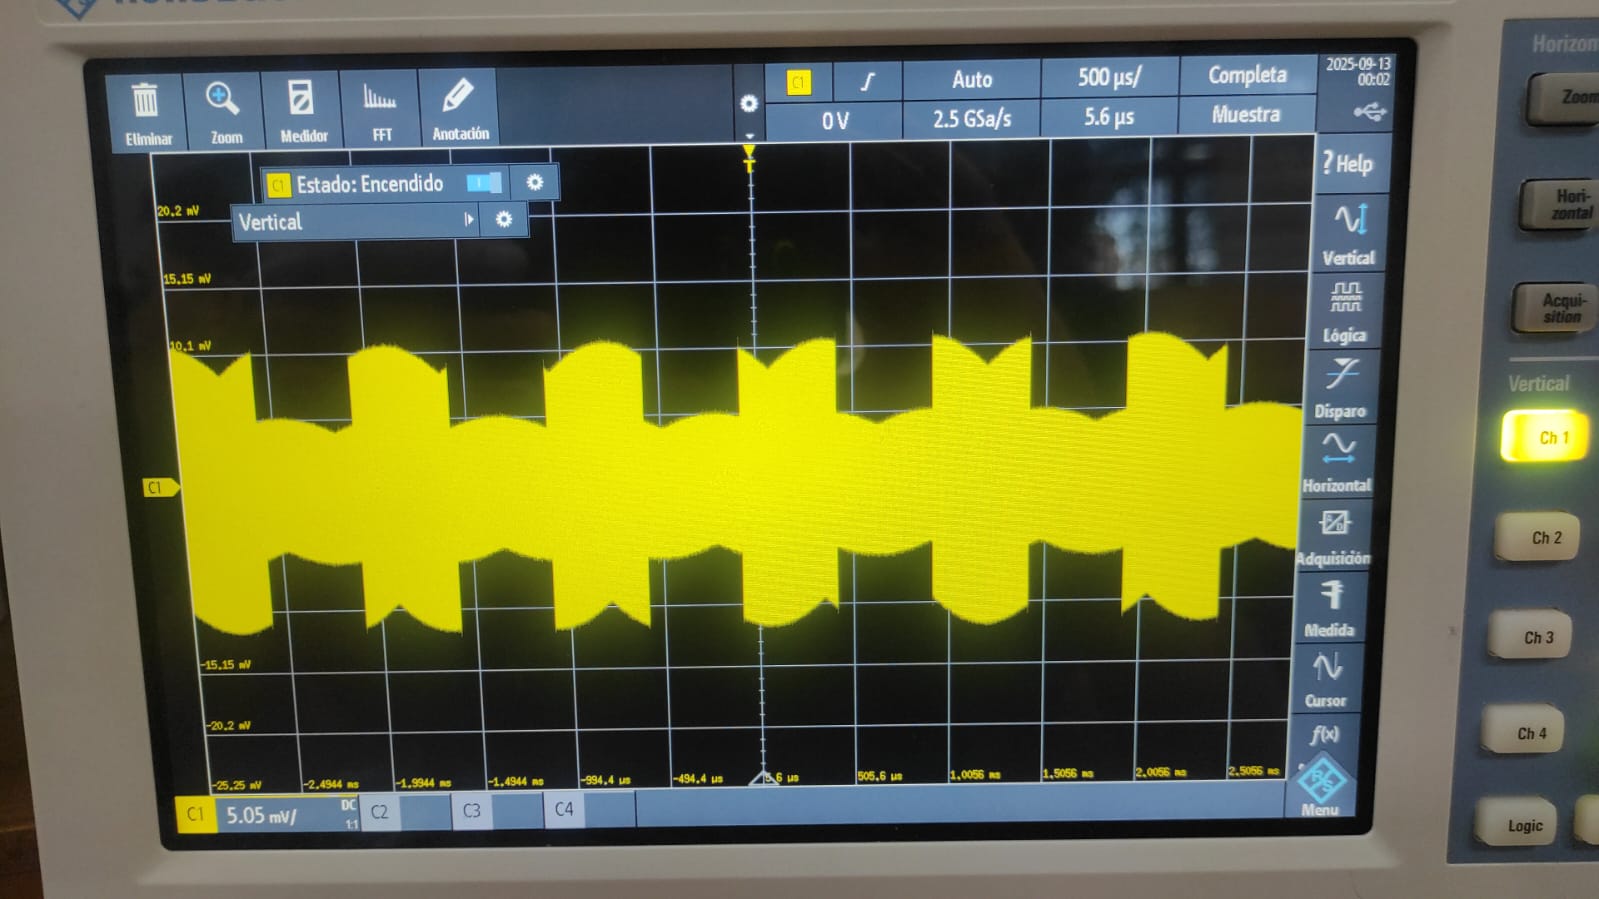 Eliminar
Zoom
Medidor
FFT
Anotación
C1
Auto
500 µs/
Completa
0 V
2.5 GSa/s
5.6 µs
Muestra
2025-09-13
00:02
C1 Estado: Encendido
Vertical
T
20.2 mV
15.15 mV
10.1 mV
C1
-15.15 mV
-20.2 mV
-25.25 mV
-2.4944 ms
-1.9944 ms
-1.4944 ms
-994.4 µs
-494.4 µs
5.6 µs
505.6 µs
1.0056 ms
1.5056 ms
2.0056 ms
2.5056 ms
C1 5.05 mV/ DC 1:1
C2
C3
C4
? Help
Vertical
Lógica
Disparo
Horizontal
Adquisición
Medida
Cursor
f(x)
Menu
Horizon
Zoom
Hori-
zontal
Acqui-
sition
Vertical
Ch 1
Ch 2
Ch 3
Ch 4
Logic